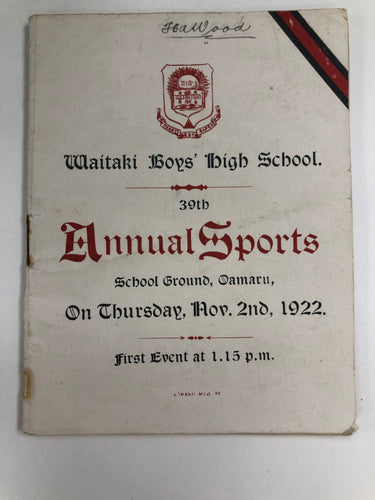 Waitaki Boys' High School.
39th
Annual Sports
School Ground, Oamaru,
On Thursday, Nov. 2nd, 1922.
First Event at 1.15 p.m.